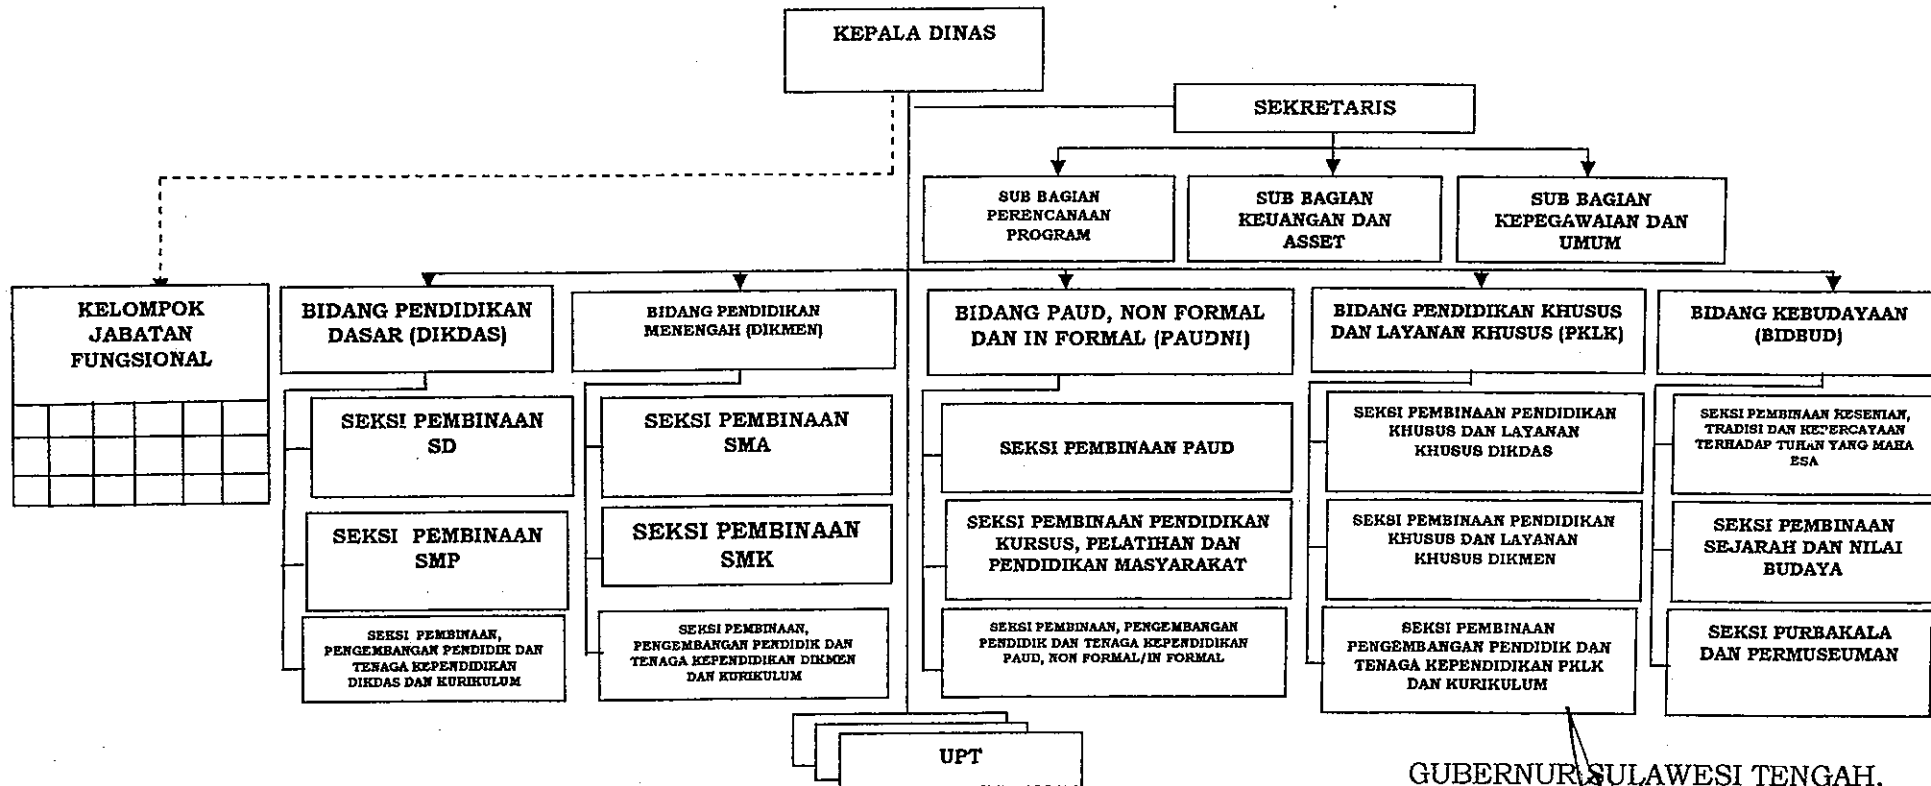 KEPALA DINAS
SEKRETARIS
SUB BAGIAN
PERENCANAAN
PROGRAM
SUB BAGIAN
KEUANGAN DAN
ASSET
SUB BAGIAN
KEPEGAWAIAN DAN
UMUM
KELOMPOK
JABATAN
FUNGSIONAL
BIDANG PENDIDIKAN
DASAR (DIKDAS)
BIDANG PENDIDIKAN
MENENGAH (DIKMEN)
BIDANG PAUD, NON FORMAL
DAN IN FORMAL (PAUDNI)
BIDANG PENDIDIKAN KHUSUS
DAN LAYANAN KHUSUS (PKLK)
BIDANG KEBUDAYAAN
(BIDBUD)
SEKSI PEMBINAAN
SD
SEKSI PEMBINAAN
SMA
SEKSI PEMBINAAN PAUD
SEKSI PEMBINAAN PENDIDIKAN
KHUSUS DAN LAYANAN
KHUSUS DIKDAS
SEKSI PEMBINAAN KESENIAN,
TRADISI DAN KEPERCAYAAN
TERHADAP TUHAN YANG MAHA
ESA
SEKSI PEMBINAAN
SMP
SEKSI PEMBINAAN
SMK
SEKSI PEMBINAAN PENDIDIKAN
KURSUS, PELATIHAN DAN
PENDIDIKAN MASYARAKAT
SEKSI PEMBINAAN PENDIDIKAN
KHUSUS DAN LAYANAN
KHUSUS DIKMEN
SEKSI PEMBINAAN
SEJARAH DAN NILAI
BUDAYA
SEKSI PEMBINAAN,
PENGEMBANGAN PENDIDIK DAN
TENAGA KEPENDIDIKAN
DIKDAS DAN KURIKULUM
SEKSI PEMBINAAN,
PENGEMBANGAN PENDIDIK DAN
TENAGA KEPENDIDIKAN DIKMEN
DAN KURIKULUM
SEKSI PEMBINAAN, PENGEMBANGAN
PENDIDIK DAN TENAGA KEPENDIDIKAN
PAUD, NON FORMAL/IN FORMAL
SEKSI PEMBINAAN
PENGEMBANGAN PENDIDIK DAN
TENAGA KEPENDIDIKAN PKLK
DAN KURIKULUM
SEKSI PURBAKALA
DAN PERMUSEUMAN
UPT
GUBERNUR SULAWESI TENGAH,